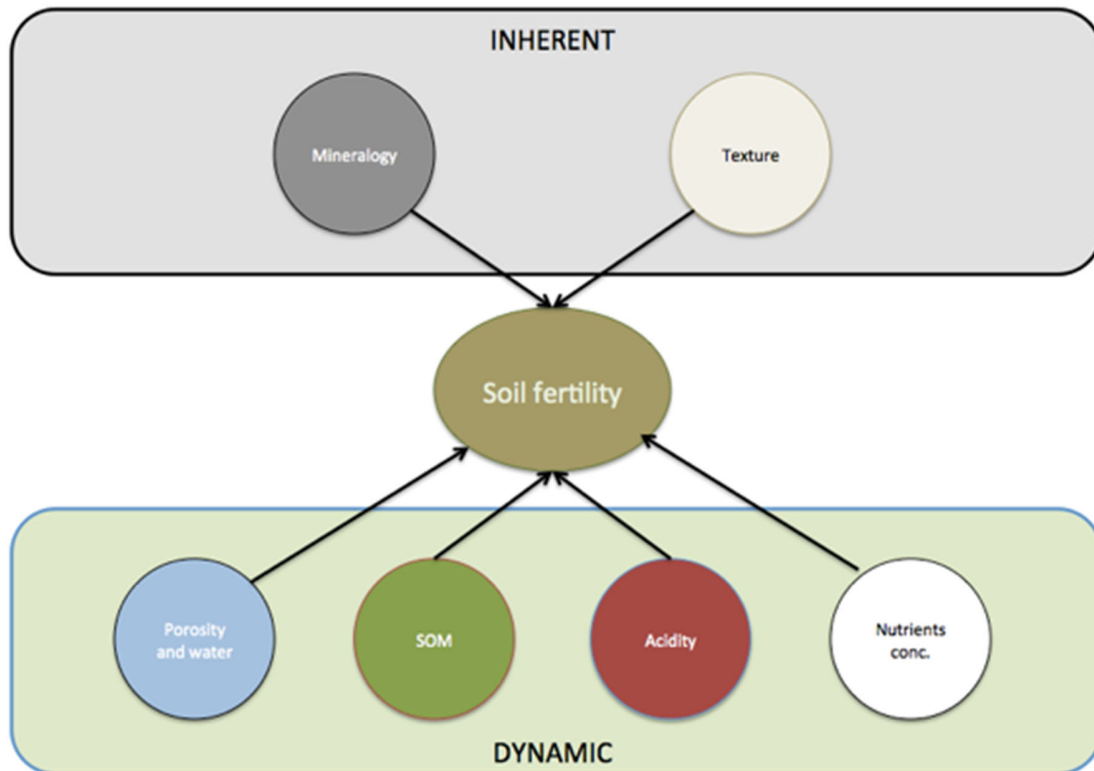 INHERENT
Mineralogy
Texture
Soil fertility
Porosity
and water
SOM
Acidity
Nutrients
conc.
DYNAMIC